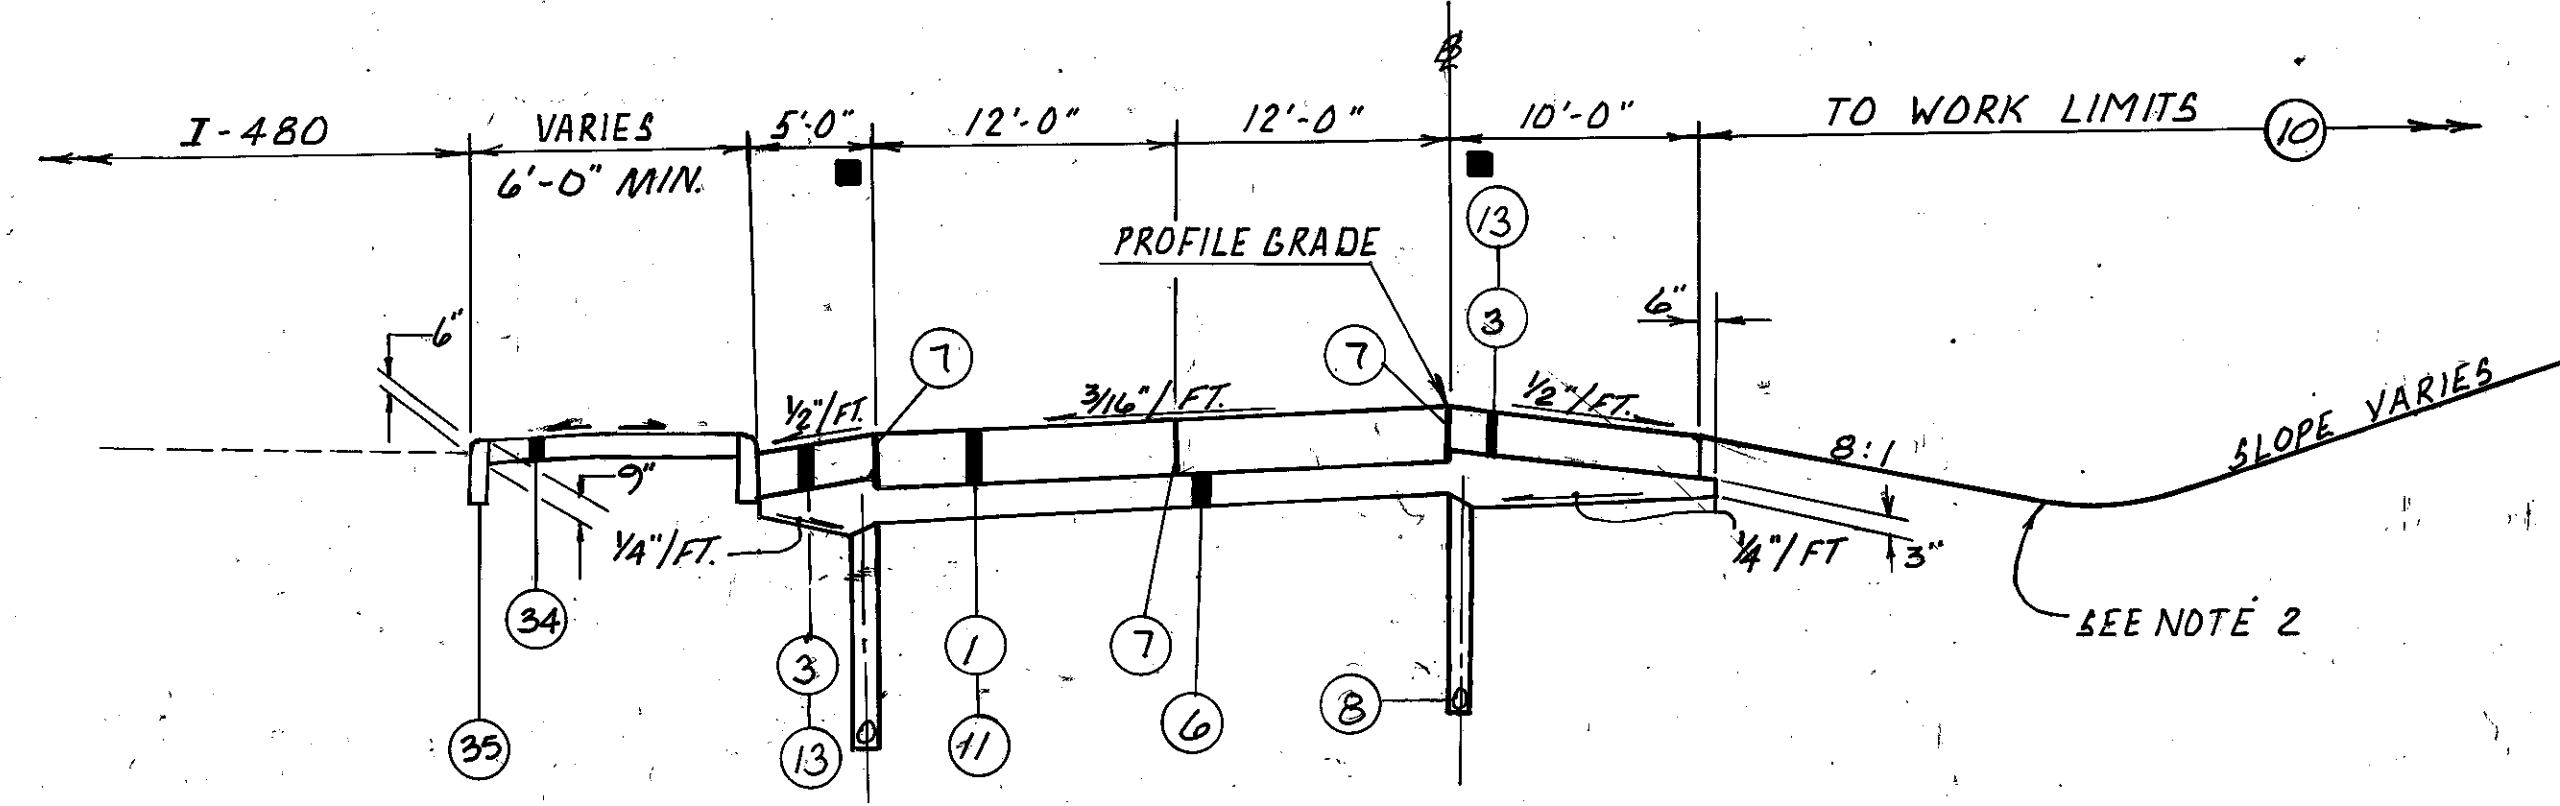 ℄
I-480
VARIES
6'-0" MIN.
5'-0"
12'-0"
12'-0"
10'-0"
TO WORK LIMITS
10
13
PROFILE GRADE
3
6"
6"
7
7
1/2"/FT.
3/16"/FT.
1/2"/FT.
8:1
SLOPE VARIES
9"
1/4"/FT.
1/4"/FT
3"
34
3
1
7
SEE NOTE 2
35
13
11
6
8